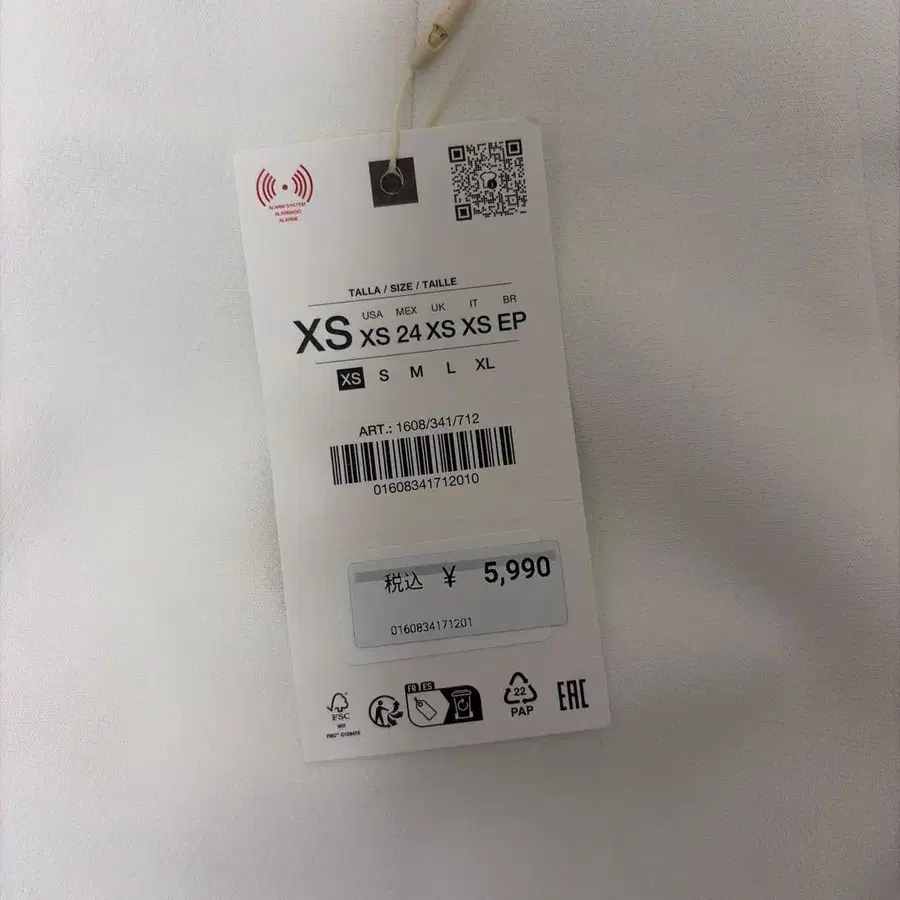 ALARM SYSTEM
ALARMADO
ALARME
TALLA / SIZE / TAILLE
USA MEX UK IT BR
XS XS 24 XS XS EP
XS S M L XL
ART.: 1608/341/712
01608341712010
税込 ¥ 5,990
0160834171201
FR ES
FSC
MIX
22
PAP
EAC